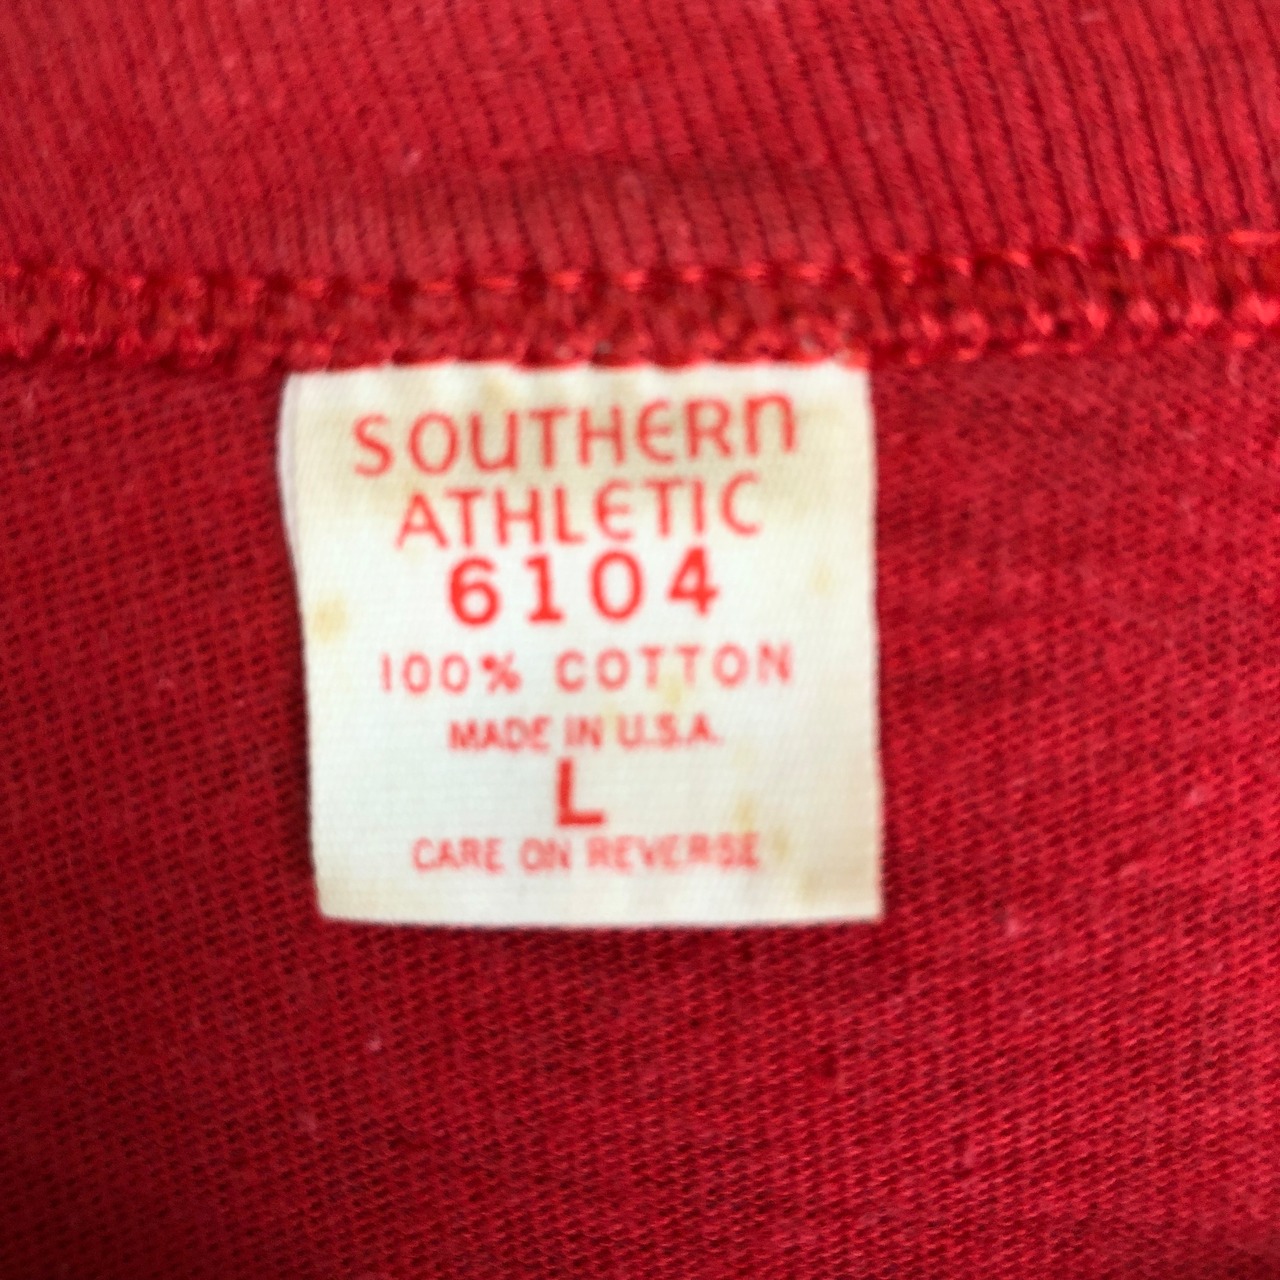 SOUTHERN
ATHLETIC
6104
100% COTTON
MADE IN U.S.A.
L
CARE ON REVERSE